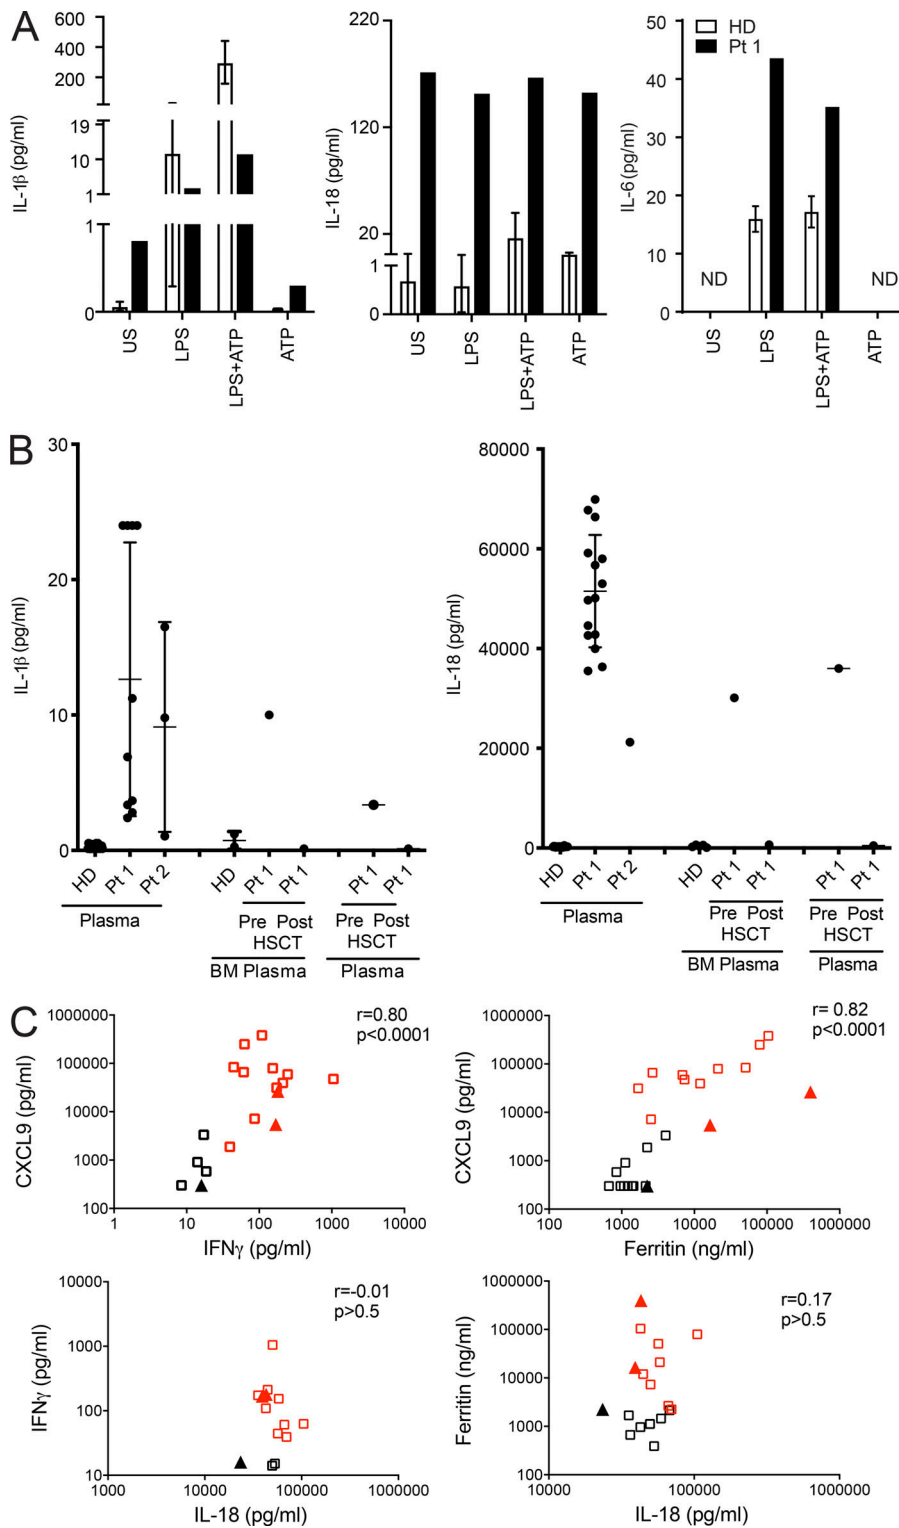 A
IL-1β (pg/ml)
600
400
200
19
10
1
1
0
US
LPS
LPS+ATP
ATP
IL-18 (pg/ml)
220
120
20
1
0
US
LPS
LPS+ATP
ATP
IL-6 (pg/ml)
60
50
40
30
20
10
0
HD
Pt 1
ND
ND
US
LPS
LPS+ATP
ATP
B
IL-1β (pg/ml)
30
20
10
0
HD
Pt 1
Pt 2
HD
Pt 1
Pt 1
Pt 1
Pt 1
Plasma
Pre Post
HSCT
BM Plasma
Pre Post
HSCT
Plasma
IL-18 (pg/ml)
80000
60000
40000
20000
0
HD
Pt 1
Pt 2
HD
Pt 1
Pt 1
Pt 1
Pt 1
Plasma
Pre Post
HSCT
BM Plasma
Pre Post
HSCT
Plasma
C
CXCL9 (pg/ml)
1000000
100000
10000
1000
100
r=0.80
p<0.0001
1
10
100
1000
10000
IFNγ (pg/ml)
CXCL9 (pg/ml)
1000000
100000
10000
1000
100
r= 0.82
p<0.0001
100
1000
10000
100000
1000000
Ferritin (ng/ml)
IFNγ (pg/ml)
10000
1000
100
10
r=-0.01
p>0.5
1000
10000
100000
1000000
IL-18 (pg/ml)
Ferritin (ng/ml)
1000000
100000
10000
1000
100
r=0.17
p>0.5
10000
100000
1000000
IL-18 (pg/ml)